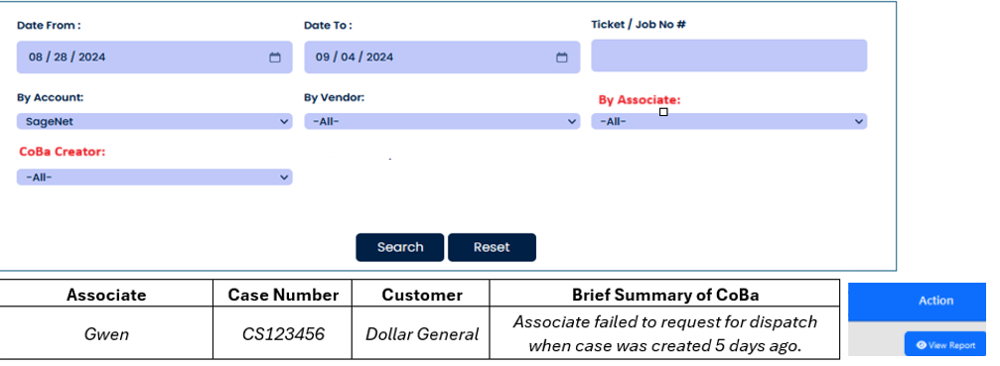 Date From : Date To : Ticket / Job No #
08 / 28 / 2024 09 / 04 / 2024
By Account: By Vendor: By Associate:
SageNet -All- -All-
CoBa Creator:
-All-
Search Reset
Associate Case Number Customer Brief Summary of CoBa Action
Gwen CS123456 Dollar General Associate failed to request for dispatch
when case was created 5 days ago. View Report